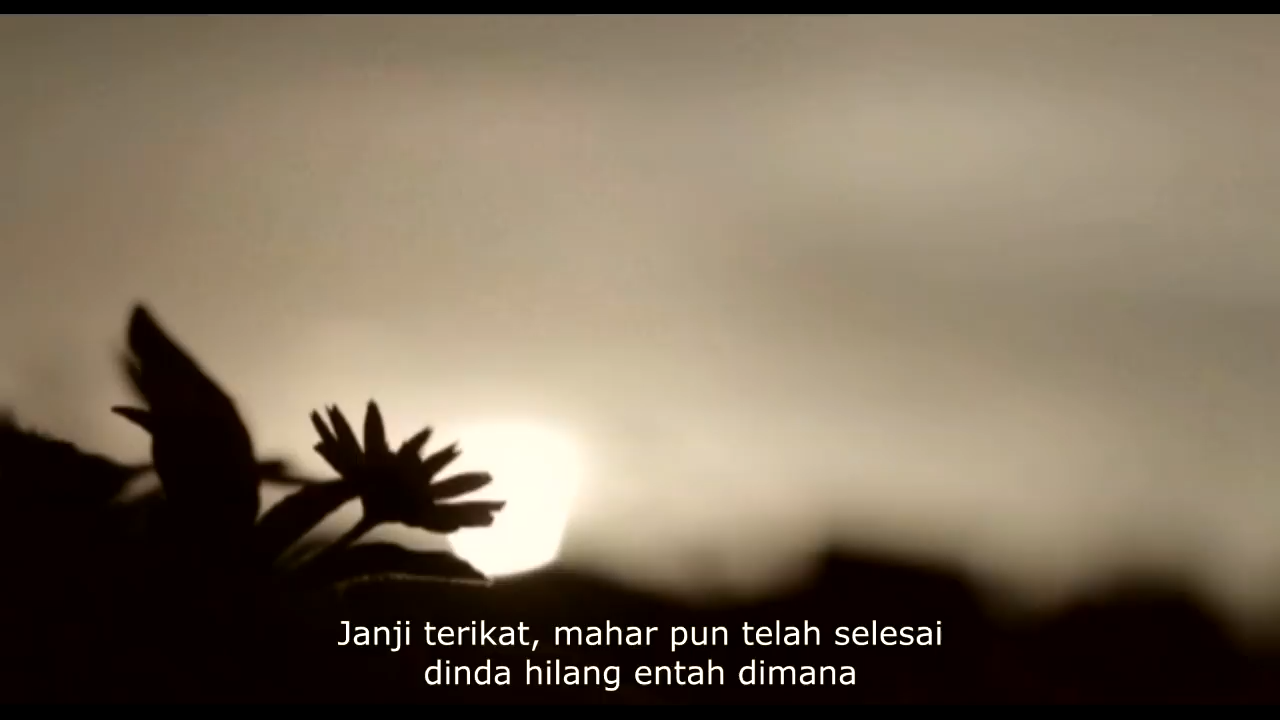 Janji terikat, mahar pun telah selesai
dinda hilang entah dimana